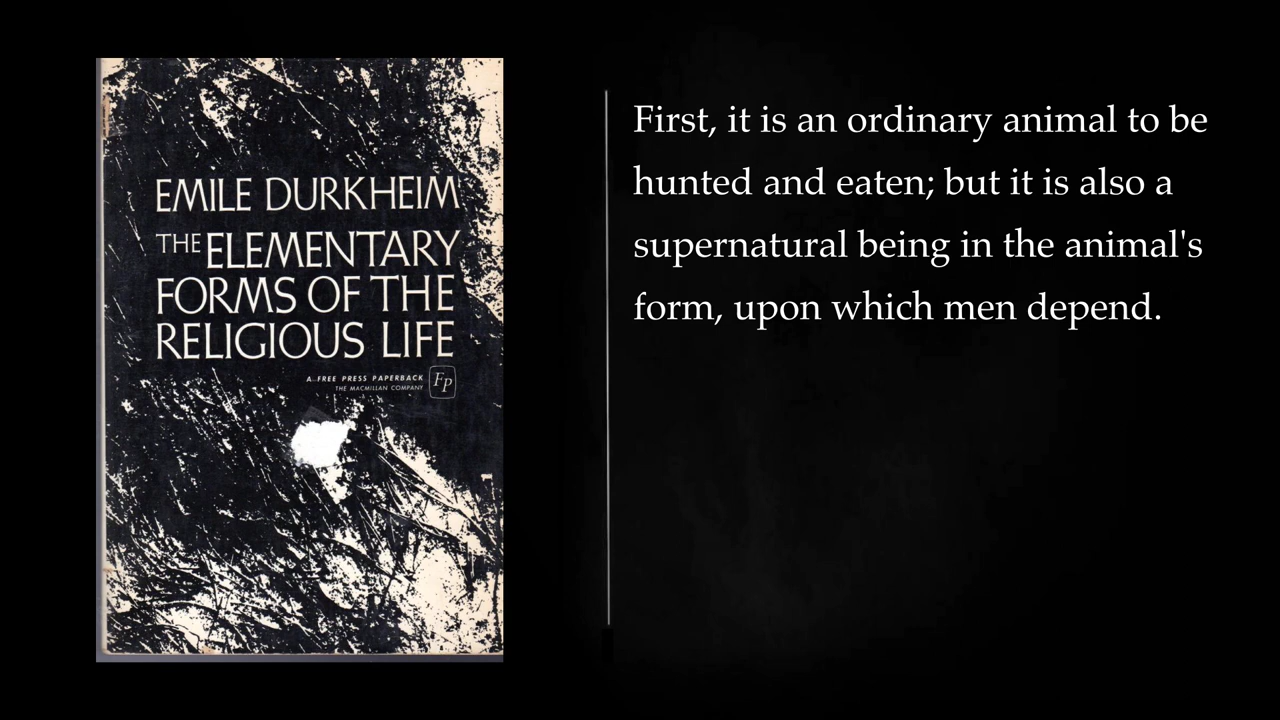 EMILE DURKHEIM
THE ELEMENTARY
FORMS OF THE
RELIGIOUS LIFE
A FREE PRESS PAPERBACK
THE MACMILLAN COMPANY
Fp
First, it is an ordinary animal to be
hunted and eaten; but it is also a
supernatural being in the animal's
form, upon which men depend.